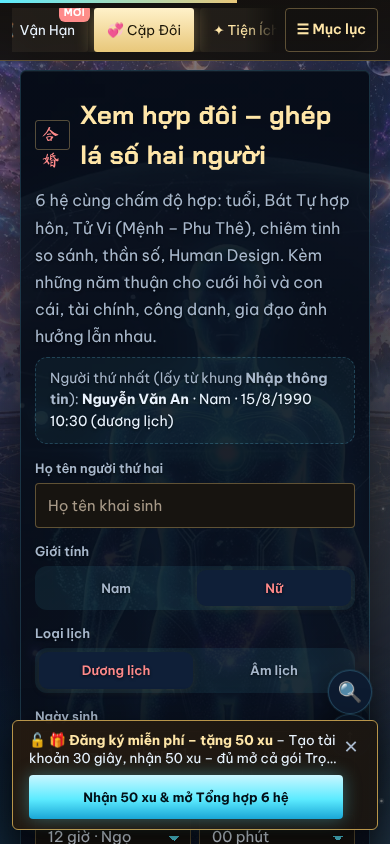 Vận Hạn
MỚI
💞 Cặp Đôi
✦ Tiện Ích
☰ Mục lục
合婚
Xem hợp đôi – ghép
lá số hai người
6 hệ cùng chấm độ hợp: tuổi, Bát Tự hợp
hôn, Tử Vi (Mệnh – Phu Thê), chiêm tinh
so sánh, thần số, Human Design. Kèm
những năm thuận cho cưới hỏi và con
cái, tài chính, công danh, gia đạo ảnh
hưởng lẫn nhau.
Người thứ nhất (lấy từ khung Nhập thông
tin): Nguyễn Văn An · Nam · 15/8/1990
10:30 (dương lịch)
Họ tên người thứ hai
Họ tên khai sinh
Giới tính
Nam
Nữ
Loại lịch
Dương lịch
Âm lịch
Ngày sinh
🔓 🎁 Đăng ký miễn phí – tặng 50 xu – Tạo tài
khoản 30 giây, nhận 50 xu – đủ mở cả gói Trọ...
✕
Nhận 50 xu & mở Tổng hợp 6 hệ
12 giờ · Ngọ
00 phút